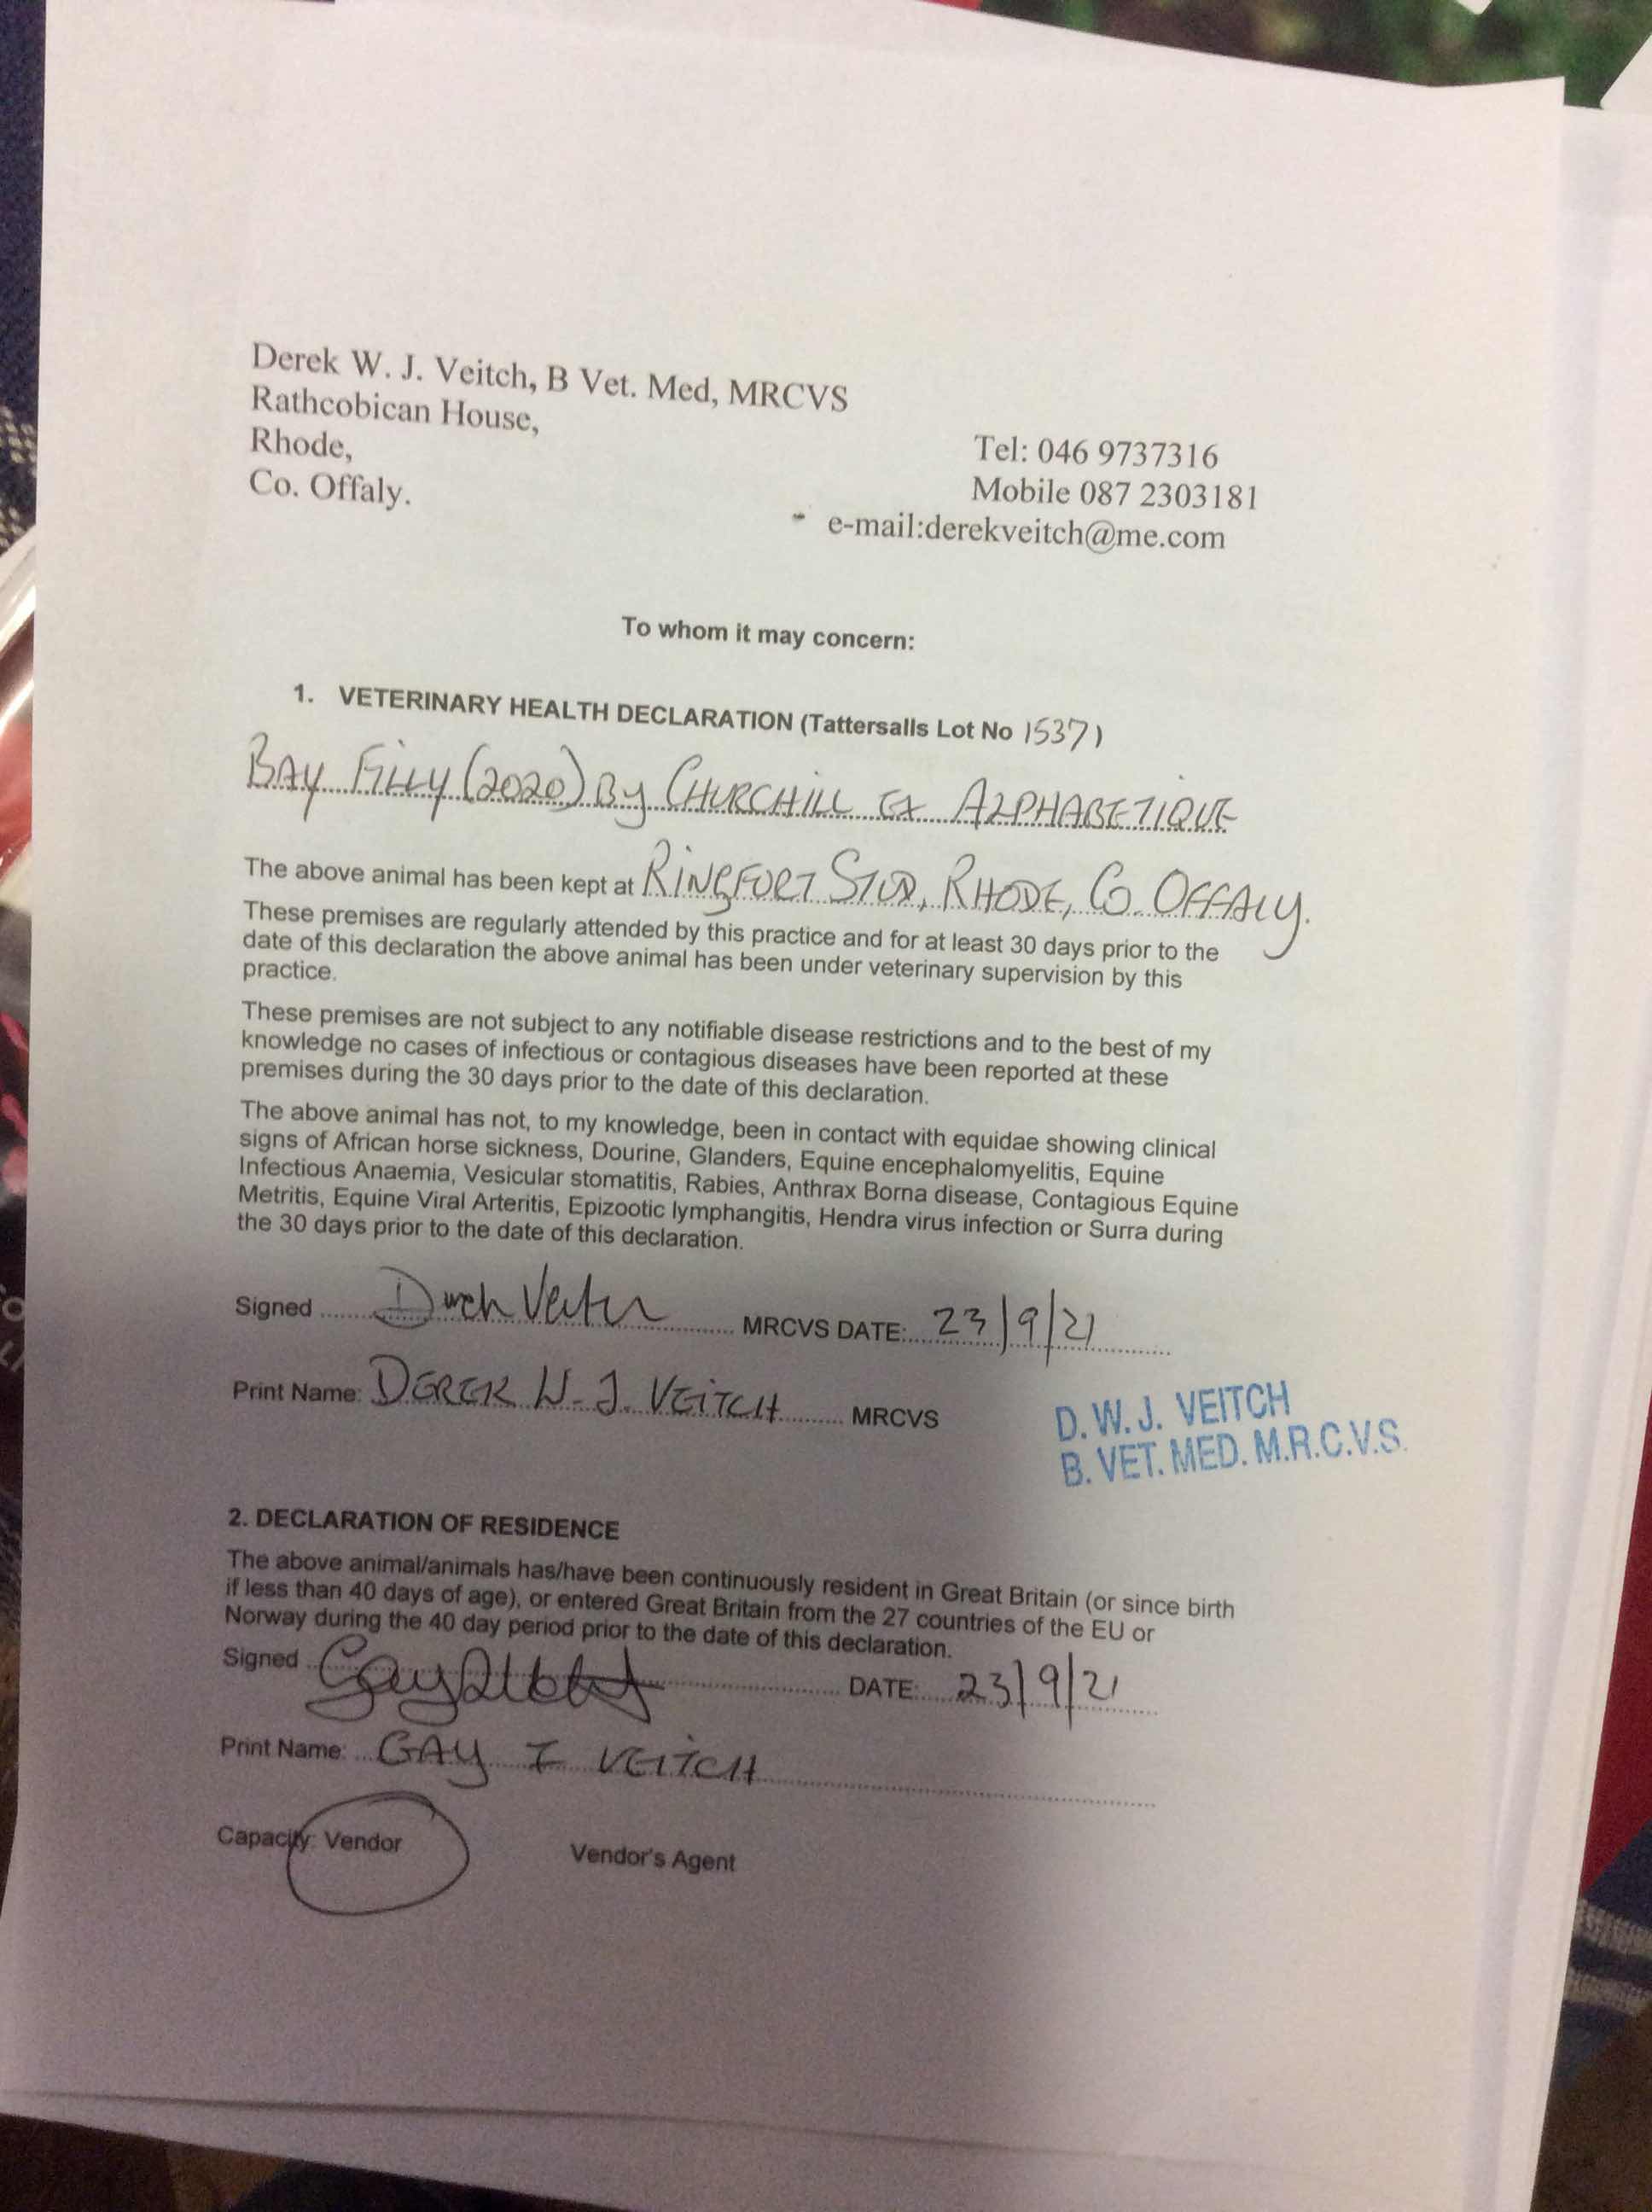 Derek W. J. Veitch, B Vet. Med, MRCVS
Rathcobican House,
Rhode,
Co. Offaly.
Tel: 046 9737316
Mobile 087 2303181
e-mail:derekveitch@me.com
To whom it may concern:
1. VETERINARY HEALTH DECLARATION (Tattersalls Lot No 1537)
BAY FILLY (2020) BY CHURCHILL EX ALPHABETIQUE
The above animal has been kept at RINGFORT STUD, RHODE, CO. OFFALY.
These premises are regularly attended by this practice and for at least 30 days prior to the
date of this declaration the above animal has been under veterinary supervision by this
practice.
These premises are not subject to any notifiable disease restrictions and to the best of my
knowledge no cases of infectious or contagious diseases have been reported at these
premises during the 30 days prior to the date of this declaration.
The above animal has not, to my knowledge, been in contact with equidae showing clinical
signs of African horse sickness, Dourine, Glanders, Equine encephalomyelitis, Equine
Infectious Anaemia, Vesicular stomatitis, Rabies, Anthrax Borna disease, Contagious Equine
Metritis, Equine Viral Arteritis, Epizootic lymphangitis, Hendra virus infection or Surra during
the 30 days prior to the date of this declaration.
Signed Derek Veitch MRCVS DATE: 23/9/21
Print Name: DEREK W. J. VEITCH MRCVS
D. W. J. VEITCH
B. VET. MED. M.R.C.V.S.
2. DECLARATION OF RESIDENCE
The above animal/animals has/have been continuously resident in Great Britain (or since birth
if less than 40 days of age), or entered Great Britain from the 27 countries of the EU or
Norway during the 40 day period prior to the date of this declaration.
Signed DATE: 23/9/21
Print Name: GAY I VEITCH
Capacity: Vendor Vendor's Agent